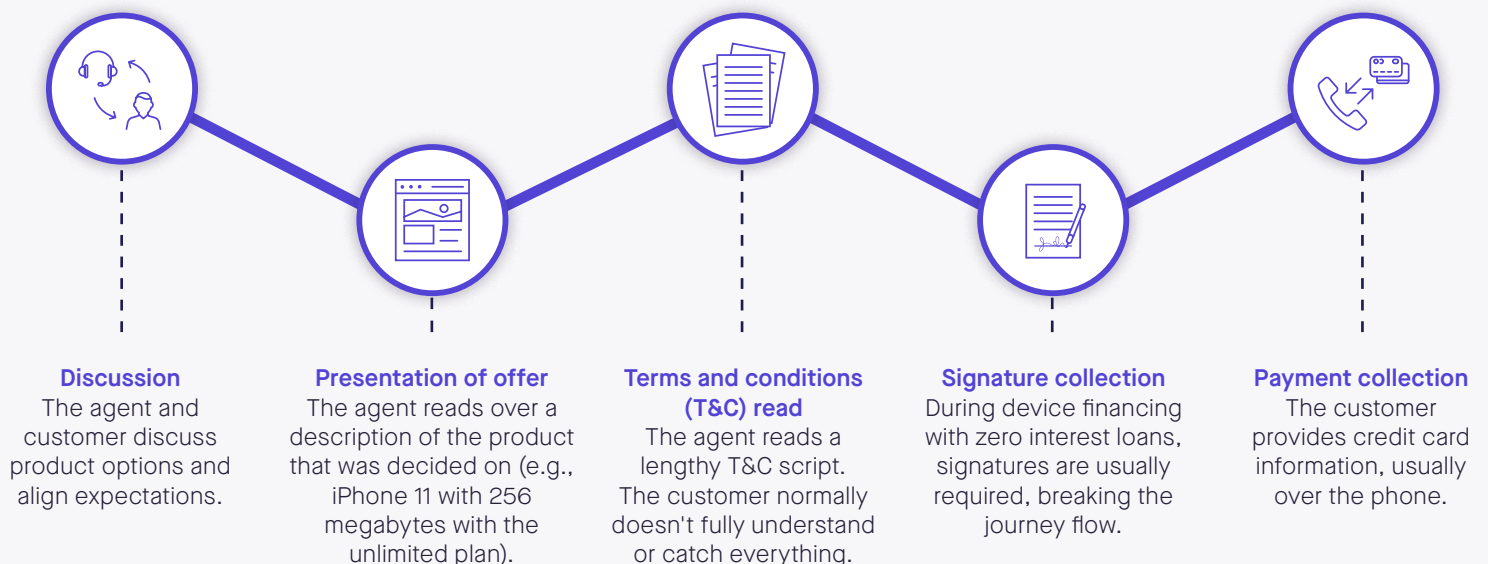 Discussion
The agent and
customer discuss
product options and
align expectations.
Presentation of offer
The agent reads over a
description of the product
that was decided on (e.g.,
iPhone 11 with 256
megabytes with the
unlimited plan).
Terms and conditions
(T&C) read
The agent reads a
lengthy T&C script.
The customer normally
doesn't fully understand
or catch everything.
Signature collection
During device financing
with zero interest loans,
signatures are usually
required, breaking the
journey flow.
Payment collection
The customer
provides credit card
information, usually
over the phone.